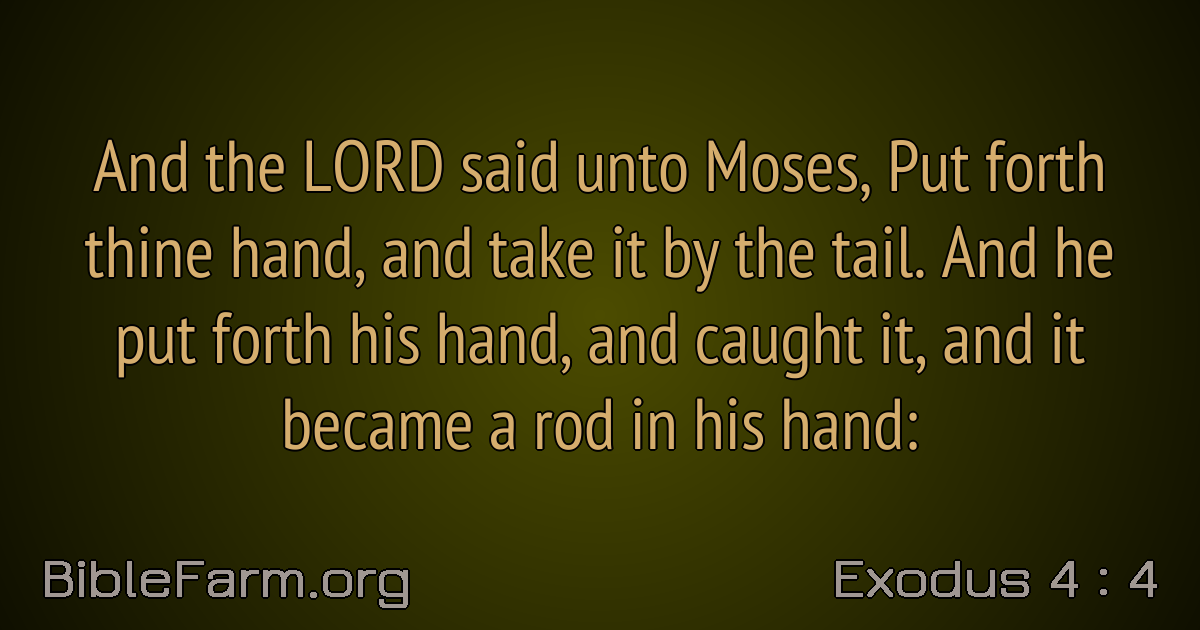 And the LORD said unto Moses, Put forth
thine hand, and take it by the tail. And he
put forth his hand, and caught it, and it
became a rod in his hand:
BibleFarm.org
Exodus 4 : 4